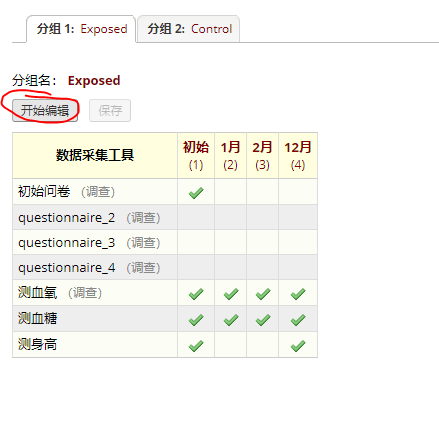 分组 1: Exposed 分组 2: Control
分组名: Exposed
开始编辑 保存
数据采集工具 初始 (1) 1月 (2) 2月 (3) 12月 (4)
初始问卷 (调查)
questionnaire_2 (调查)
questionnaire_3 (调查)
questionnaire_4 (调查)
测血氧 (调查)
测血糖
测身高